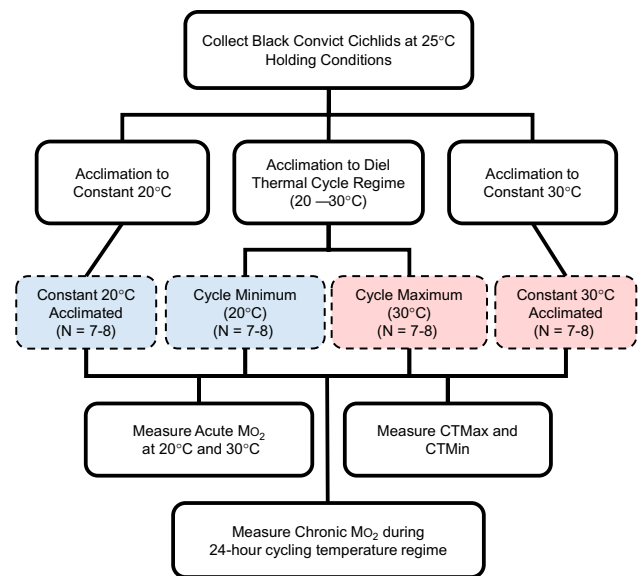 Collect Black Convict Cichlids at 25°C
Holding Conditions
Acclimation to
Constant 20°C
Acclimation to Diel
Thermal Cycle Regime
(20 —30°C)
Acclimation to
Constant 30°C
Constant 20°C
Acclimated
(N = 7-8)
Cycle Minimum
(20°C)
(N = 7-8)
Cycle Maximum
(30°C)
(N = 7-8)
Constant 30°C
Acclimated
(N = 7-8)
Measure Acute MO₂
at 20°C and 30°C
Measure CTMax and
CTMin
Measure Chronic MO₂ during
24-hour cycling temperature regime